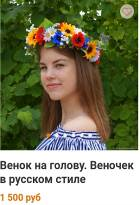 Венок на голову. Веночек
в русском стиле
1 500 руб